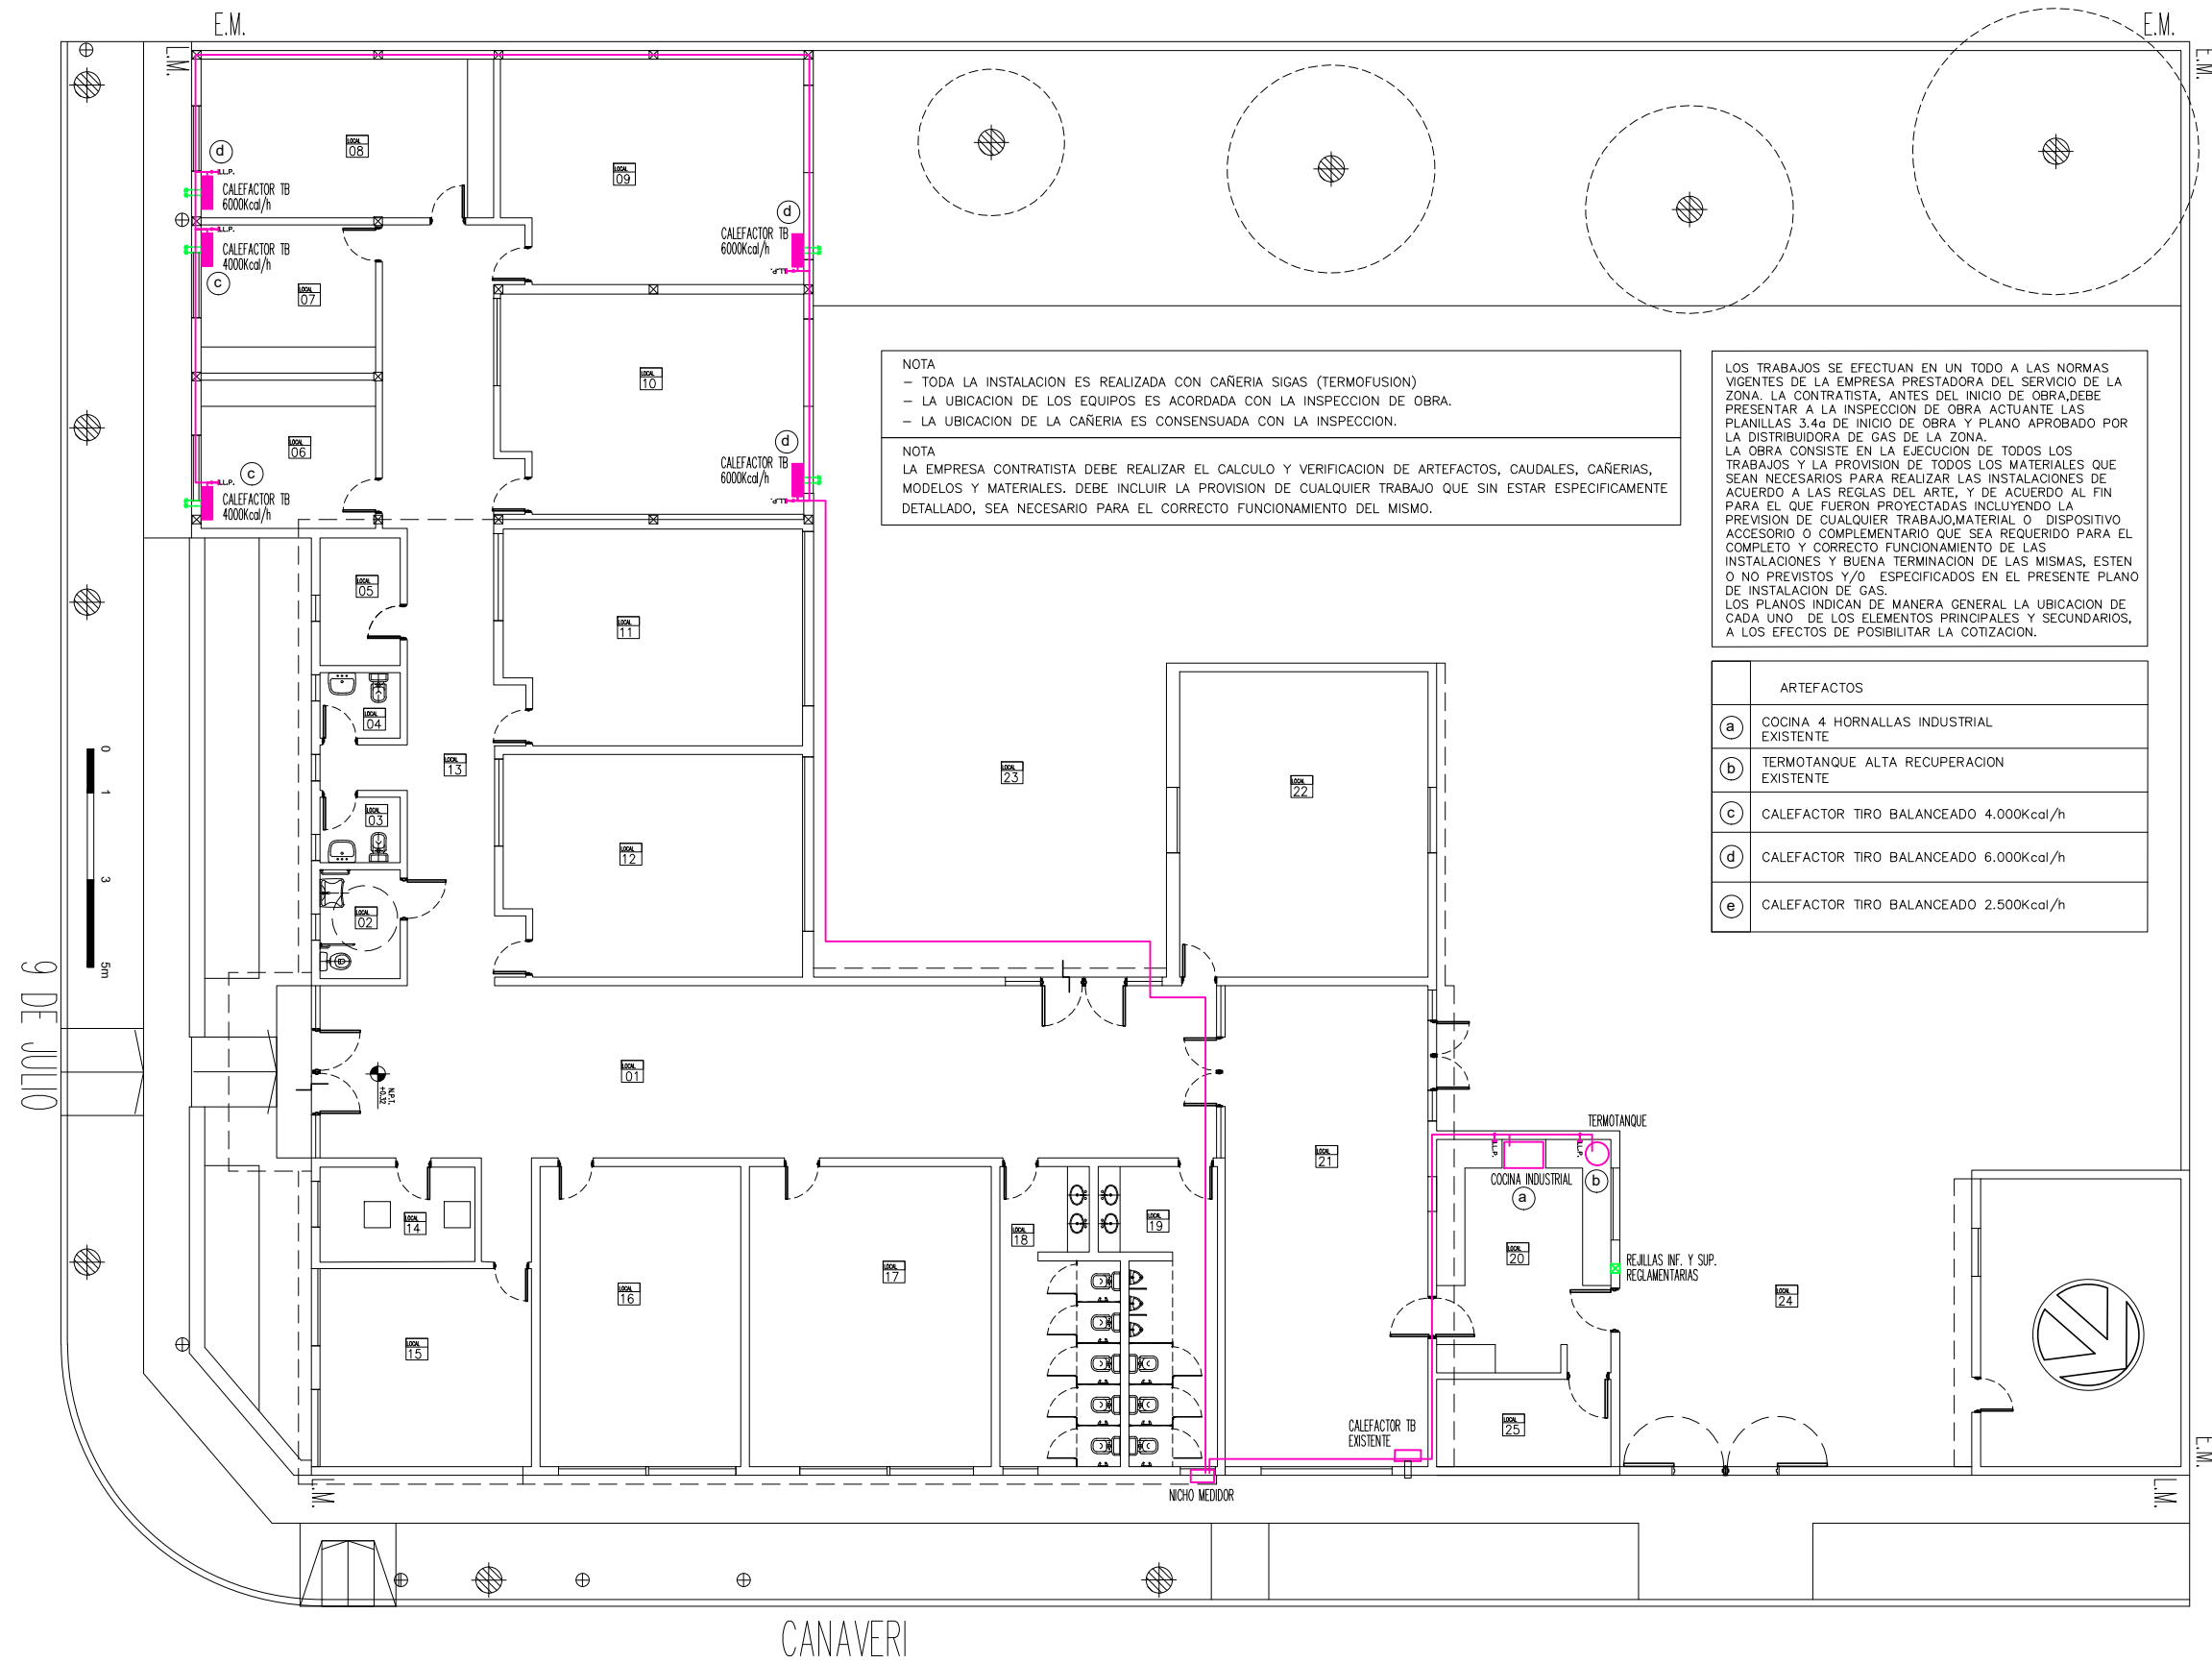 E.M.
E.M.
L.M.
E.M.
LOCAL
08
LOCAL
09
d
L.L.P.
CALEFACTOR TB
6000Kcal/h
L.L.P.
CALEFACTOR TB
4000Kcal/h
c
d
CALEFACTOR TB
6000Kcal/h
L.L.P.
LOCAL
07
LOCAL
10
LOCAL
06
c
L.L.P.
CALEFACTOR TB
4000Kcal/h
d
CALEFACTOR TB
6000Kcal/h
L.L.P.
NOTA
- TODA LA INSTALACION ES REALIZADA CON CAÑERIA SIGAS (TERMOFUSION)
- LA UBICACION DE LOS EQUIPOS ES ACORDADA CON LA INSPECCION DE OBRA.
- LA UBICACION DE LA CAÑERIA ES CONSENSUADA CON LA INSPECCION.
NOTA
LA EMPRESA CONTRATISTA DEBE REALIZAR EL CALCULO Y VERIFICACION DE ARTEFACTOS, CAUDALES, CAÑERIAS,
MODELOS Y MATERIALES. DEBE INCLUIR LA PROVISION DE CUALQUIER TRABAJO QUE SIN ESTAR ESPECIFICAMENTE
DETALLADO, SEA NECESARIO PARA EL CORRECTO FUNCIONAMIENTO DEL MISMO.
LOS TRABAJOS SE EFECTUAN EN UN TODO A LAS NORMAS
VIGENTES DE LA EMPRESA PRESTADORA DEL SERVICIO DE LA
ZONA. LA CONTRATISTA, ANTES DEL INICIO DE OBRA,DEBE
PRESENTAR A LA INSPECCION DE OBRA ACTUANTE LAS
PLANILLAS 3.4a DE INICIO DE OBRA Y PLANO APROBADO POR
LA DISTRIBUIDORA DE GAS DE LA ZONA.
LA OBRA CONSISTE EN LA EJECUCION DE TODOS LOS
TRABAJOS Y LA PROVISION DE TODOS LOS MATERIALES QUE
SEAN NECESARIOS PARA REALIZAR LAS INSTALACIONES DE
ACUERDO A LAS REGLAS DEL ARTE, Y DE ACUERDO AL FIN
PARA EL QUE FUERON PROYECTADAS INCLUYENDO LA
PREVISION DE CUALQUIER TRABAJO,MATERIAL O DISPOSITIVO
ACCESORIO O COMPLEMENTARIO QUE SEA REQUERIDO PARA EL
COMPLETO Y CORRECTO FUNCIONAMIENTO DE LAS
INSTALACIONES Y BUENA TERMINACION DE LAS MISMAS, ESTEN
O NO PREVISTOS Y/O ESPECIFICADOS EN EL PRESENTE PLANO
DE INSTALACION DE GAS.
LOS PLANOS INDICAN DE MANERA GENERAL LA UBICACION DE
CADA UNO DE LOS ELEMENTOS PRINCIPALES Y SECUNDARIOS,
A LOS EFECTOS DE POSIBILITAR LA COTIZACION.
ARTEFACTOS
a
COCINA 4 HORNALLAS INDUSTRIAL
EXISTENTE
b
TERMOTANQUE ALTA RECUPERACION
EXISTENTE
c
CALEFACTOR TIRO BALANCEADO 4.000Kcal/h
d
CALEFACTOR TIRO BALANCEADO 6.000Kcal/h
e
CALEFACTOR TIRO BALANCEADO 2.500Kcal/h
LOCAL
05
LOCAL
11
LOCAL
04
LOCAL
13
LOCAL
23
LOCAL
22
LOCAL
03
LOCAL
12
LOCAL
02
0
1
3
5m
9 DE JULIO
LOCAL
01
N.P.T.
+0.32
TERMOTANQUE
L.L.P.
L.L.P.
COCINA INDUSTRIAL
a
b
LOCAL
21
LOCAL
14
LOCAL
18
LOCAL
19
LOCAL
20
REJILLAS INF. Y SUP.
REGLAMENTARIAS
LOCAL
16
LOCAL
17
LOCAL
24
LOCAL
15
LOCAL
25
CALEFACTOR TB
EXISTENTE
E.M.
L.M.
L.M.
NICHO MEDIDOR
CANAVERI